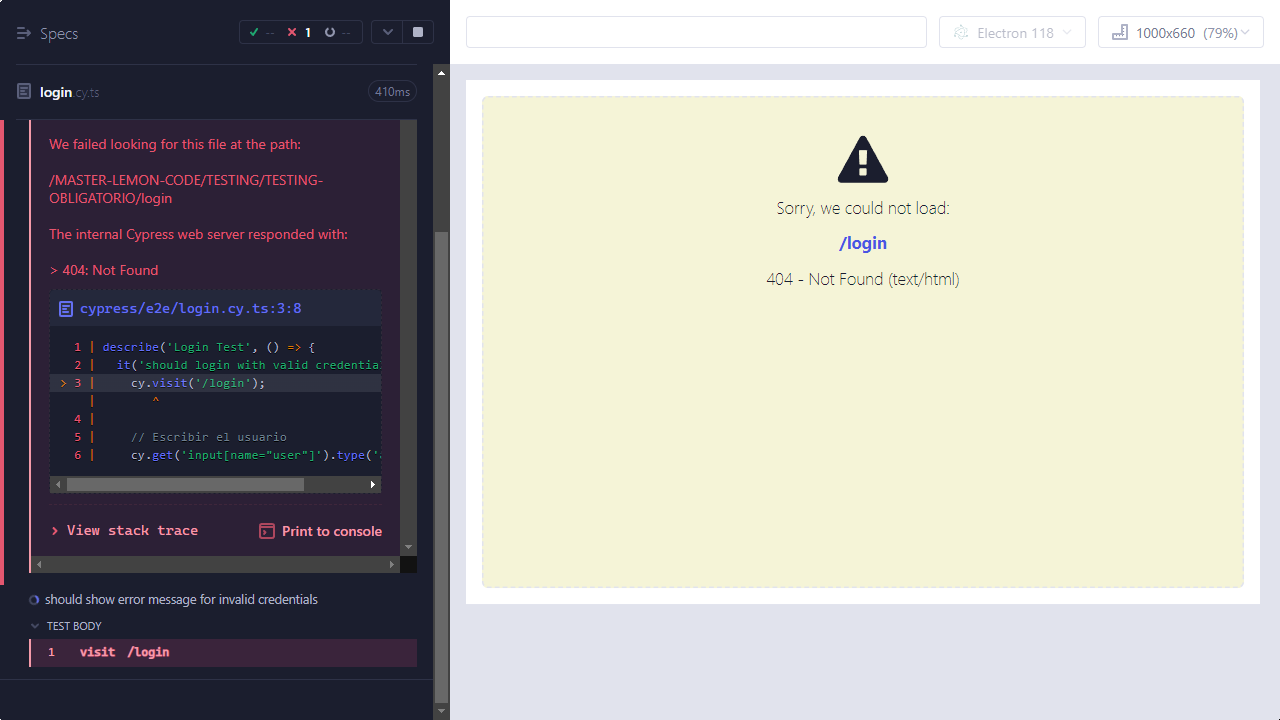 Specs
-- 1 --
login.cy.ts 410ms
We failed looking for this file at the path:
/MASTER-LEMON-CODE/TESTING/TESTING-
OBLIGATORIO/login
The internal Cypress web server responded with:
> 404: Not Found
cypress/e2e/login.cy.ts:3:8
1 | describe('Login Test', () => {
2 | it('should login with valid credential
> 3 | cy.visit('/login');
| ^
4 |
5 | // Escribir el usuario
6 | cy.get('input[name="user"]').type('a
View stack trace Print to console
should show error message for invalid credentials
TEST BODY
1 visit /login
Electron 118
1000x660 (79%)
Sorry, we could not load:
/login
404 - Not Found (text/html)